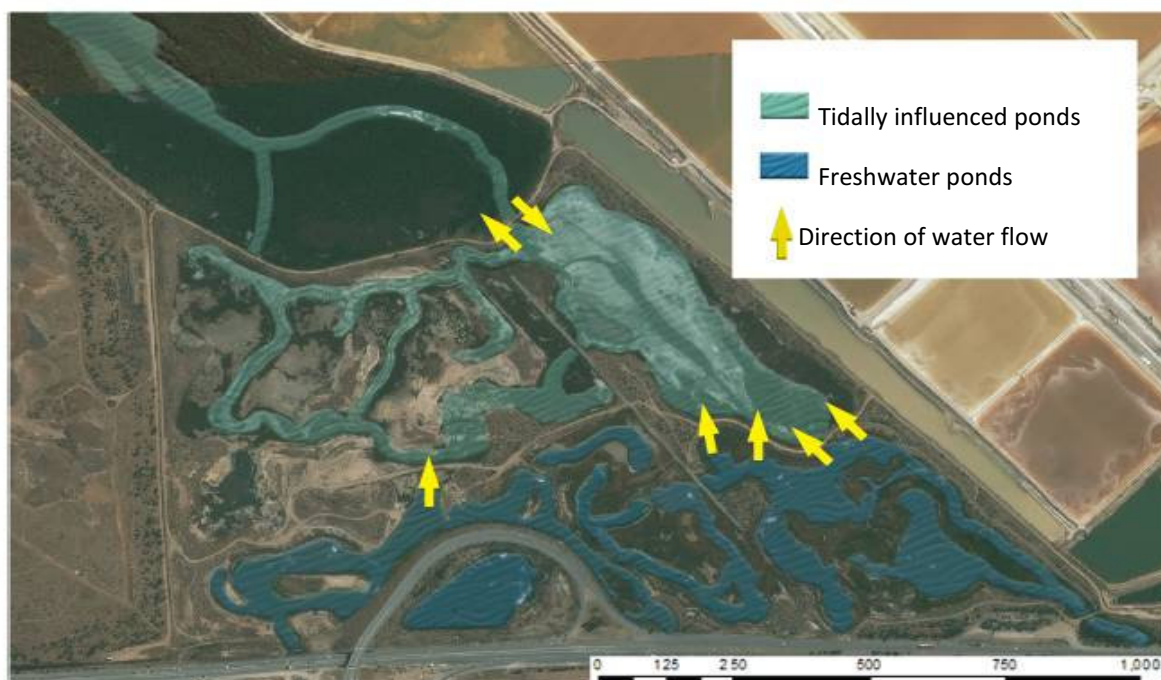 Tidally influenced ponds
Freshwater ponds
Direction of water flow
0 125 250 500 750 1,000